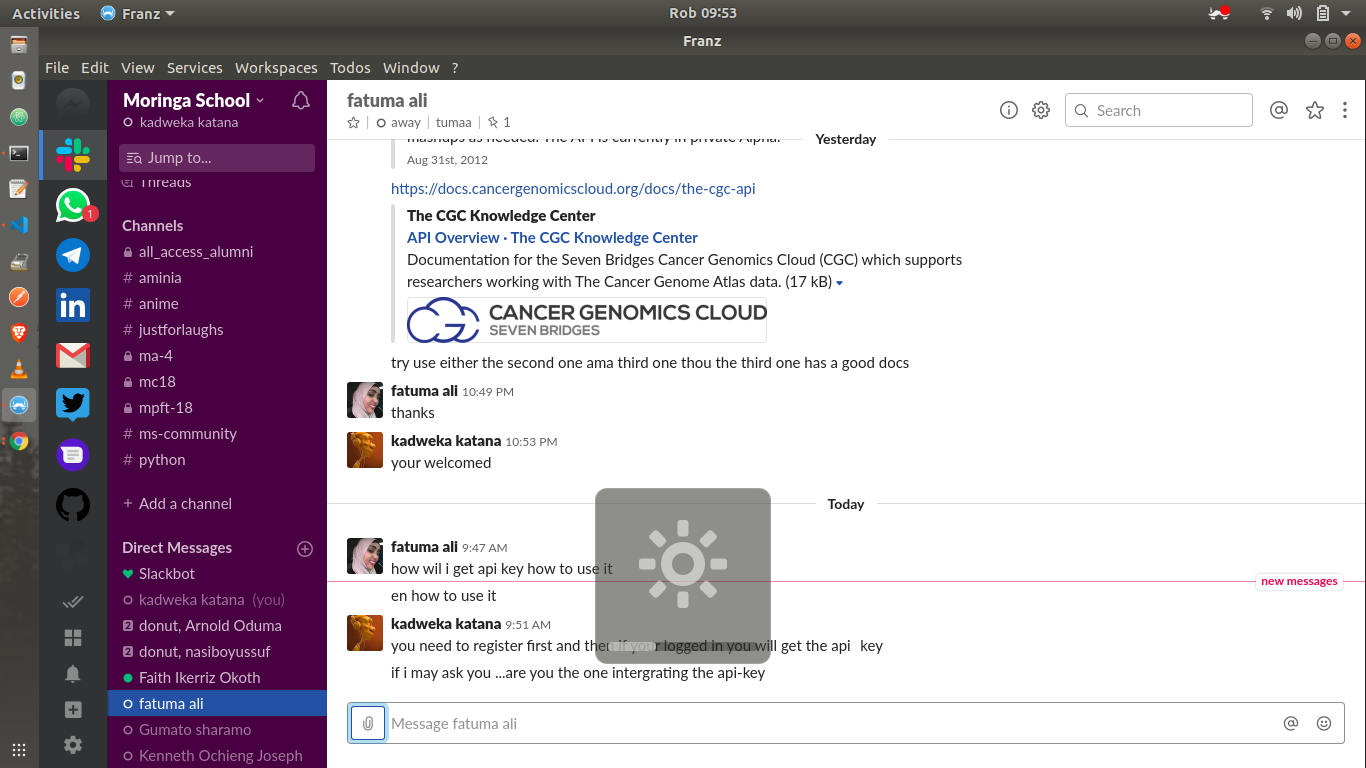 Activities Franz Rob 09:53
Franz
File Edit View Services Workspaces Todos Window ?
Moringa School
kadweka katana
Jump to...
Threads
Channels
all_access_alumni
# aminia
# anime
# justforlaughs
ma-4
mc18
mpft-18
# ms-community
# python
+ Add a channel
Direct Messages
Slackbot
kadweka katana (you)
2 donut, Arnold Oduma
2 donut, nasiboyussuf
Faith Ikerriz Okoth
fatuma ali
Gumato sharamo
Kenneth Ochieng Joseph
1
fatuma ali
away | tumaa | 1
Search
Yesterday
mashups as needed. The API is currently in private Alpha.
Aug 31st, 2012
https://docs.cancergenomicscloud.org/docs/the-cgc-api
The CGC Knowledge Center
API Overview · The CGC Knowledge Center
Documentation for the Seven Bridges Cancer Genomics Cloud (CGC) which supports
researchers working with The Cancer Genome Atlas data. (17 kB)
CANCER GENOMICS CLOUD
SEVEN BRIDGES
try use either the second one ama third one thou the third one has a good docs
fatuma ali 10:49 PM
thanks
kadweka katana 10:53 PM
your welcomed
Today
fatuma ali 9:47 AM
how wil i get api key how to use it
new messages
en how to use it
kadweka katana 9:51 AM
you need to register first and then if your logged in you will get the api key
if i may ask you ...are you the one intergrating the api-key
Message fatuma ali